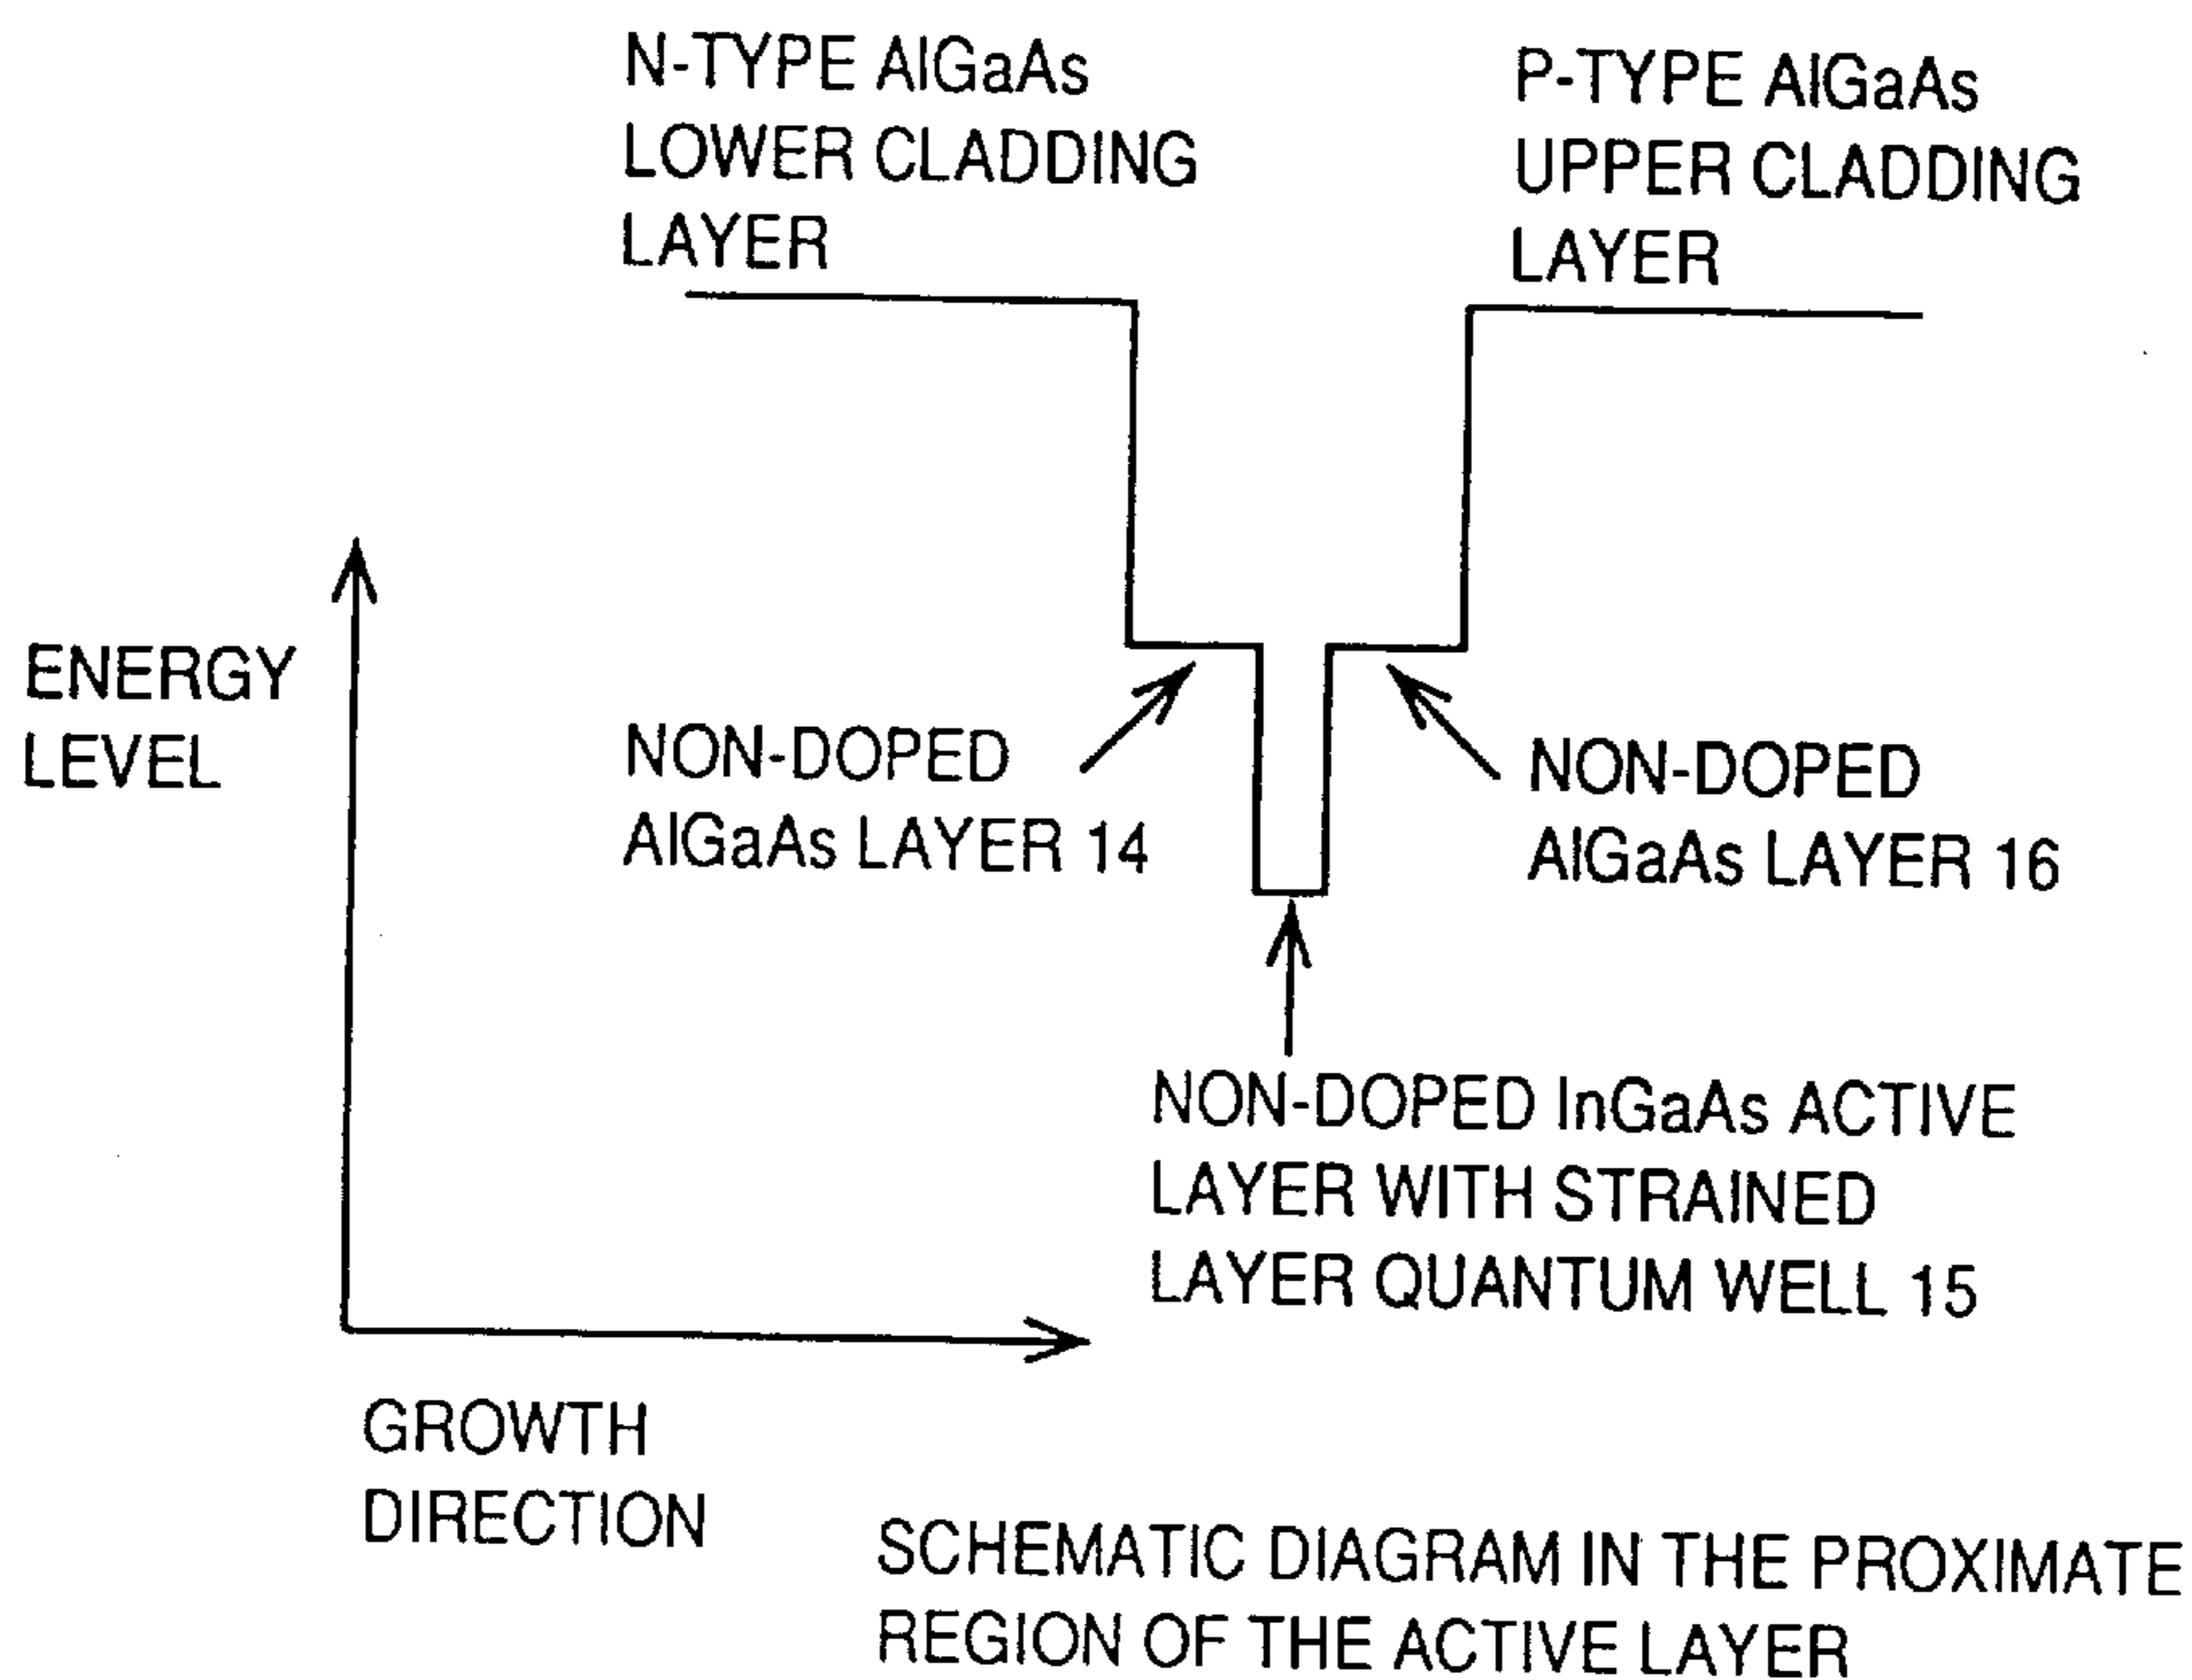 N-TYPE AlGaAs
LOWER CLADDING
LAYER
P-TYPE AlGaAs
UPPER CLADDING
LAYER
ENERGY
LEVEL
NON-DOPED
AlGaAs LAYER 14
NON-DOPED
AlGaAs LAYER 16
NON-DOPED InGaAs ACTIVE
LAYER WITH STRAINED
LAYER QUANTUM WELL 15
GROWTH
DIRECTION
SCHEMATIC DIAGRAM IN THE PROXIMATE
REGION OF THE ACTIVE LAYER